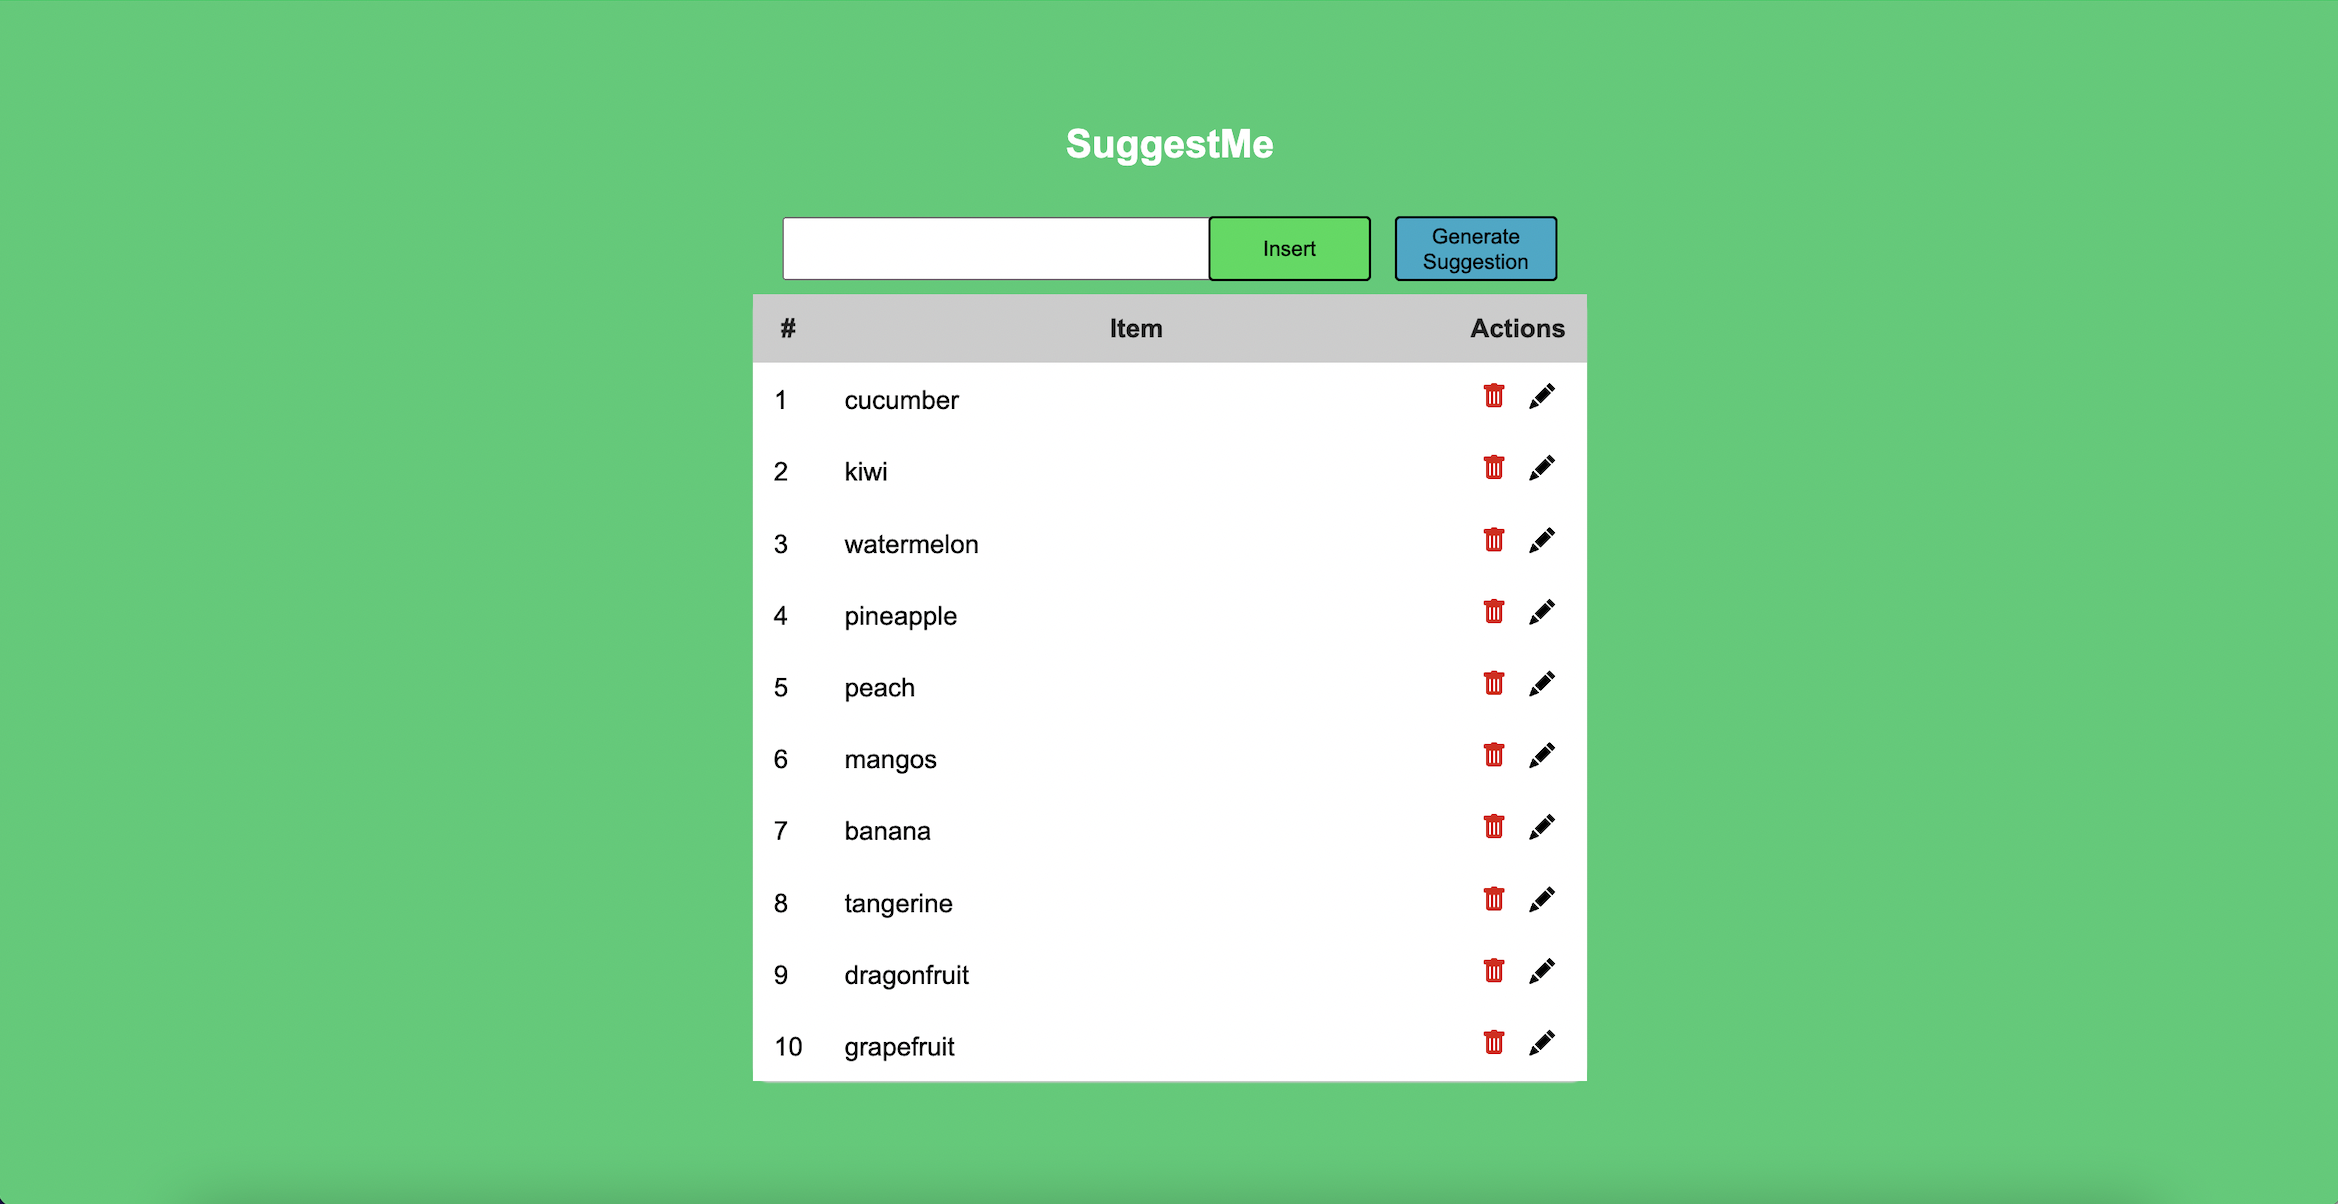 SuggestMe
Insert
Generate
Suggestion
# Item Actions
1 cucumber
2 kiwi
3 watermelon
4 pineapple
5 peach
6 mangos
7 banana
8 tangerine
9 dragonfruit
10 grapefruit